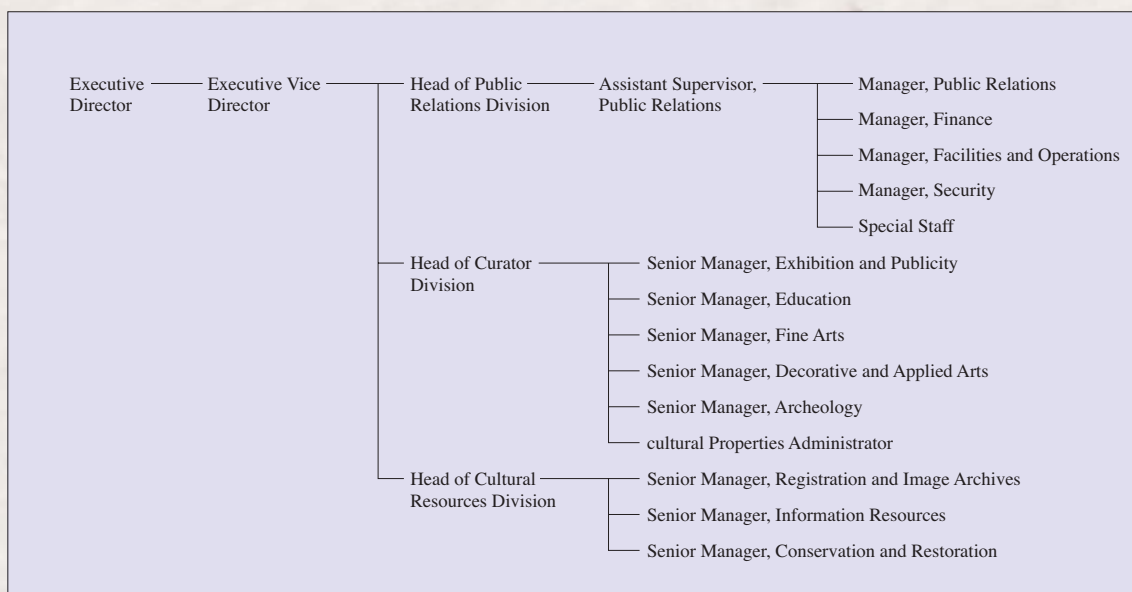 Executive
Director
Executive Vice
Director
Head of Public
Relations Division
Assistant Supervisor,
Public Relations
Manager, Public Relations
Manager, Finance
Manager, Facilities and Operations
Manager, Security
Special Staff
Head of Curator
Division
Senior Manager, Exhibition and Publicity
Senior Manager, Education
Senior Manager, Fine Arts
Senior Manager, Decorative and Applied Arts
Senior Manager, Archeology
cultural Properties Administrator
Head of Cultural
Resources Division
Senior Manager, Registration and Image Archives
Senior Manager, Information Resources
Senior Manager, Conservation and Restoration